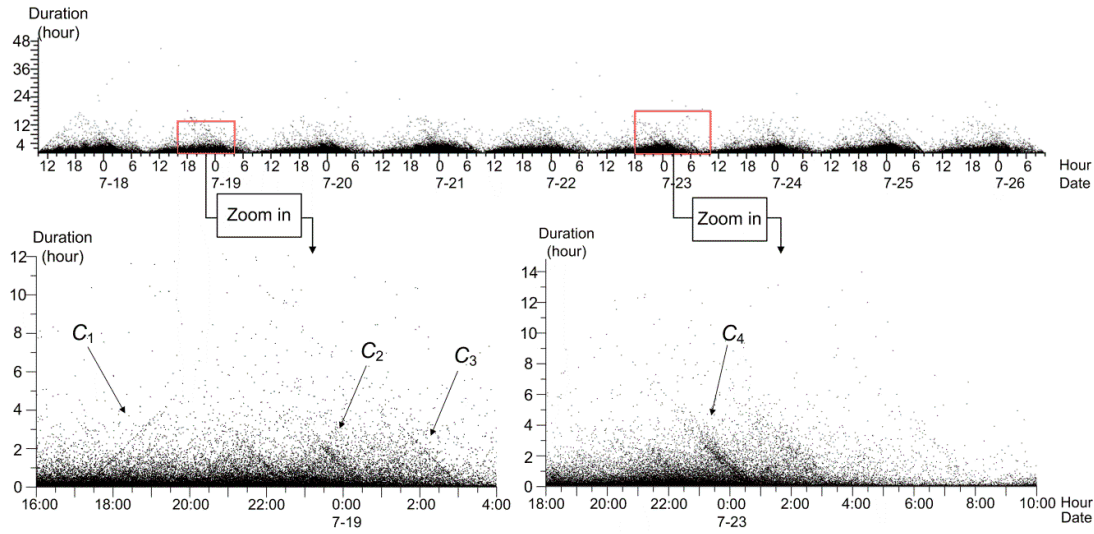 Duration
(hour)
48
36
24
12
4
12 18 0 6 12 18 0 6 12 18 0 6 12 18 0 6 12 18 0 6 12 18 0 6 12 18 0 6 12 18 0 6 12 18 0 6 Hour
7-18 7-19 7-20 7-21 7-22 7-23 7-24 7-25 7-26 Date
Zoom in
Zoom in
Duration
(hour)
12
10
8
6
4
2
0
C1
C2
C3
16:00 18:00 20:00 22:00 0:00 2:00 4:00
7-19
Duration
(hour)
14
12
10
8
6
4
2
0
C4
18:00 20:00 22:00 0:00 2:00 4:00 6:00 8:00 10:00 Hour
7-23 Date